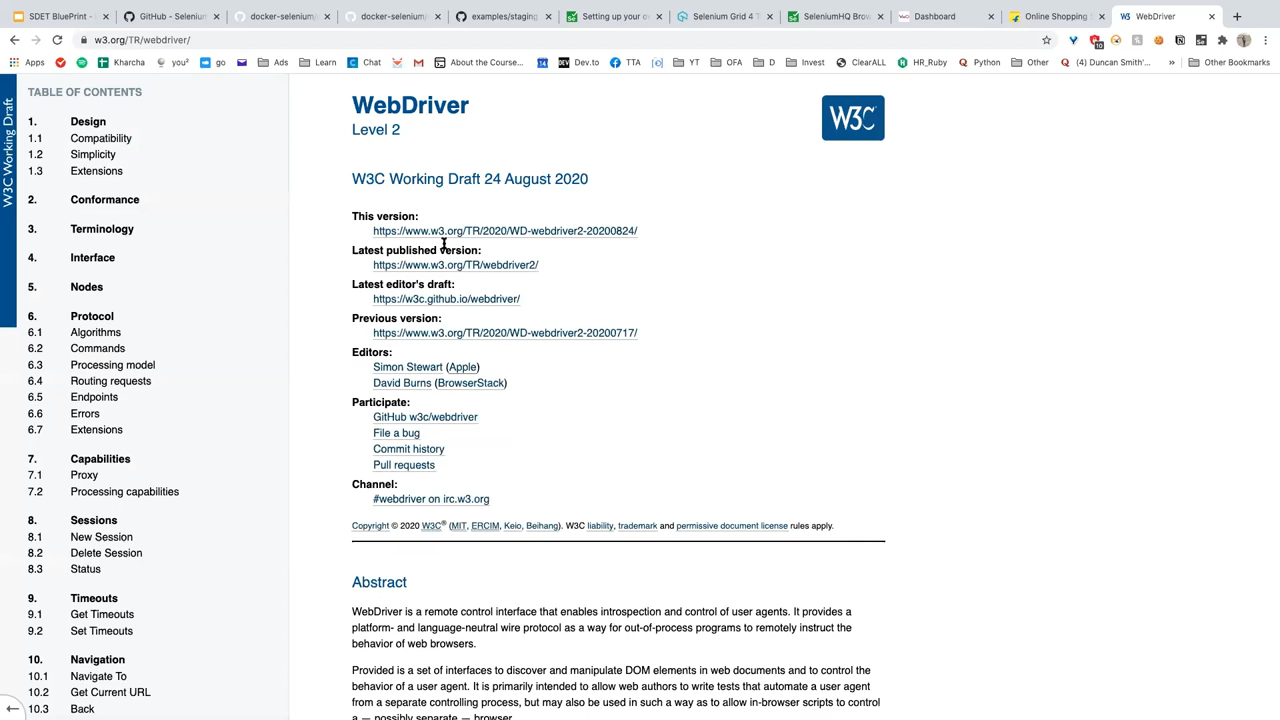 SDET BluePrint -
GitHub - Selenium
docker-selenium/
docker-selenium/
examples/staging
Setting up your ov
Selenium Grid 4 T
SeleniumHQ Brow
Dashboard
Online Shopping S
WebDriver
w3.org/TR/webdriver/
10
Apps
Kharcha
you²
go
Ads
Learn
Chat
About the Course...
14
Dev.to
TTA
YT
OFA
D
Invest
ClearALL
HR_Ruby
Python
Other
(4) Duncan Smith'...
»
Other Bookmarks
W3C Working Draft
TABLE OF CONTENTS
1. Design
1.1 Compatibility
1.2 Simplicity
1.3 Extensions
2. Conformance
3. Terminology
4. Interface
5. Nodes
6. Protocol
6.1 Algorithms
6.2 Commands
6.3 Processing model
6.4 Routing requests
6.5 Endpoints
6.6 Errors
6.7 Extensions
7. Capabilities
7.1 Proxy
7.2 Processing capabilities
8. Sessions
8.1 New Session
8.2 Delete Session
8.3 Status
9. Timeouts
9.1 Get Timeouts
9.2 Set Timeouts
10. Navigation
10.1 Navigate To
10.2 Get Current URL
10.3 Back
WebDriver
W3C
Level 2
W3C Working Draft 24 August 2020
This version:
https://www.w3.org/TR/2020/WD-webdriver2-20200824/
Latest published version:
https://www.w3.org/TR/webdriver2/
Latest editor's draft:
https://w3c.github.io/webdriver/
Previous version:
https://www.w3.org/TR/2020/WD-webdriver2-20200717/
Editors:
Simon Stewart (Apple)
David Burns (BrowserStack)
Participate:
GitHub w3c/webdriver
File a bug
Commit history
Pull requests
Channel:
#webdriver on irc.w3.org
Copyright © 2020 W3C® (MIT, ERCIM, Keio, Beihang). W3C liability, trademark and permissive document license rules apply.
Abstract
WebDriver is a remote control interface that enables introspection and control of user agents. It provides a
platform- and language-neutral wire protocol as a way for out-of-process programs to remotely instruct the
behavior of web browsers.
Provided is a set of interfaces to discover and manipulate DOM elements in web documents and to control the
behavior of a user agent. It is primarily intended to allow web authors to write tests that automate a user agent
from a separate controlling process, but may also be used in such a way as to allow in-browser scripts to control
a — possibly separate — browser.